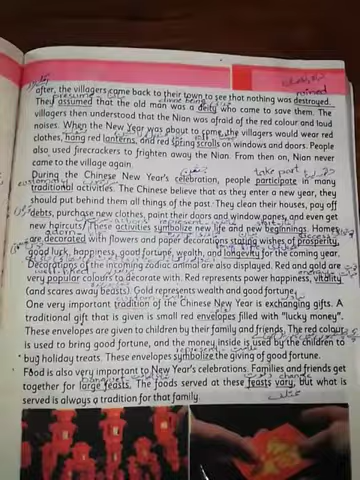 after, the villagers came back to their town to see that nothing was destroyed.
They assumed that the old man was a deity who came to save them. The
villagers then understood that the Nian was afraid of the red colour and loud
noises. When the New Year was about to come, the villagers would wear red
clothes, hang red lanterns, and red spring scrolls on windows and doors. People
also used firecrackers to frighten away the Nian. From then on, Nian never
came to the village again.
During the Chinese New Year's celebration, people participate in many
traditional activities. The Chinese believe that as they enter a new year, they
should put behind them all things of the past. They clean their houses, pay off
debts, purchase new clothes, paint their doors and window panes, and even get
new haircuts. These activities symbolize new life and new beginnings. Homes
are decorated with flowers and paper decorations stating wishes of prosperity,
good luck, happiness, good fortune, wealth, and longevity for the coming year.
Decorations of the incoming zodiac animal are also displayed. Red and gold are
very popular colours to decorate with. Red represents power, happiness, vitality
(and scares away beasts). Gold represents wealth and good fortune.
One very important tradition of the Chinese New Year is exchanging gifts. A
traditional gift that is given is small red envelopes filled with "lucky money".
These envelopes are given to children by their family and friends. The red colour
is used to bring good fortune, and the money inside is used by the children to
bug holiday treats. These envelopes symbolize the giving of good fortune.
Food is also very important to New Year's celebrations. Families and friends get
together for large feasts. The foods served at these feasts vary, but what is
served is always a tradition for that family.